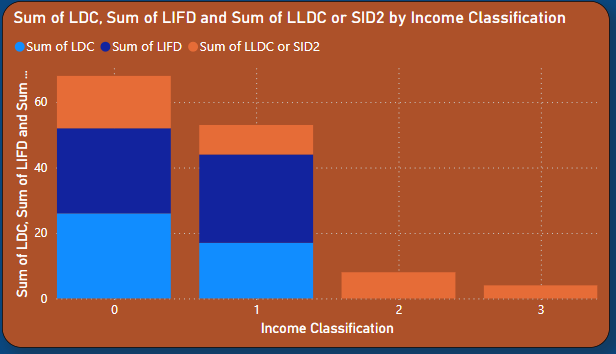 Sum of LDC, Sum of LIFD and Sum of LLDC or SID2 by Income Classification
Sum of LDC Sum of LIFD Sum of LLDC or SID2
Sum of LDC, Sum of LIFD and Sum ...
60
40
20
0
0 1 2 3
Income Classification